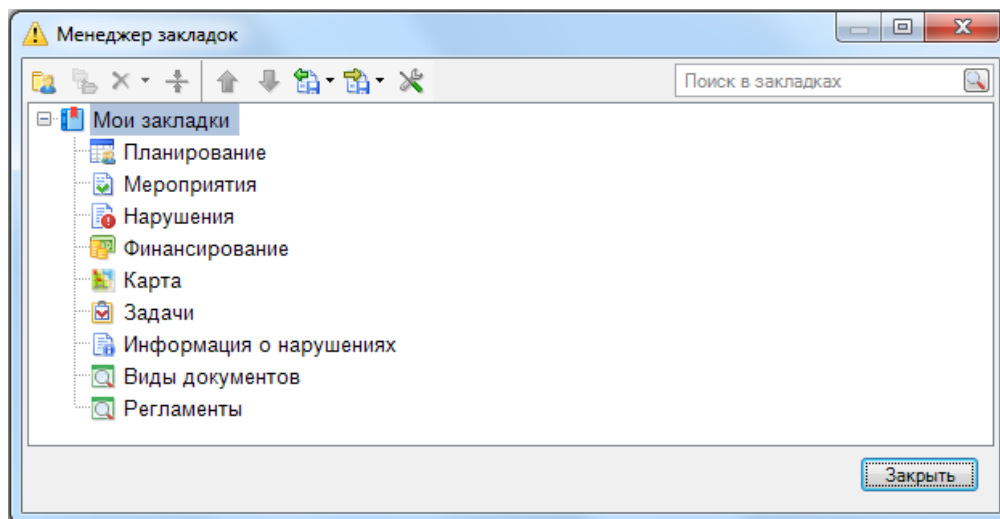 Менеджер закладок
Поиск в закладках
Мои закладки
Планирование
Мероприятия
Нарушения
Финансирование
Карта
Задачи
Информация о нарушениях
Виды документов
Регламенты
Закрыть